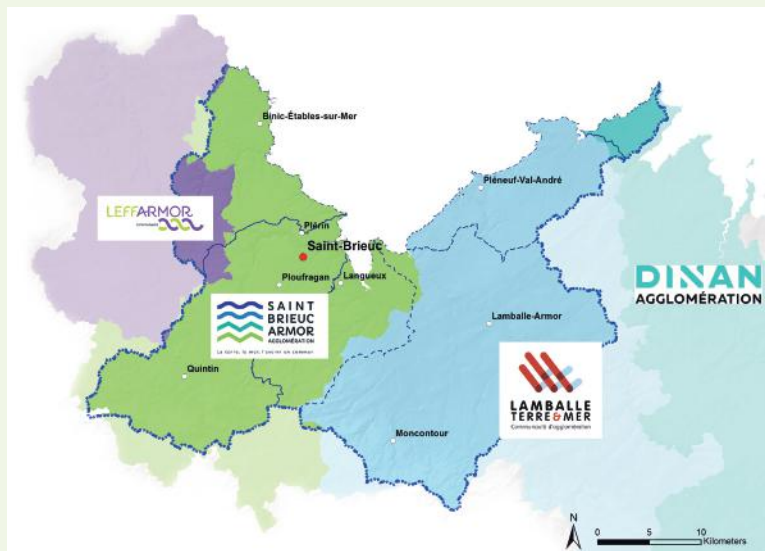 Binic-Étables-sur-Mer
Pléneuf-Val-André
LEFFARMOR
Plérin
Saint-Brieuc
Ploufragan
Langueux
DINAN
AGGLOMÉRATION
SAINT
BRIEUC
ARMOR
AGGLOMÉRATION
Lamballe-Armor
Quintin
LAMBALLE
TERRE&MER
Communauté d'agglomération
Moncontour
N
0 5 10
Kilometers